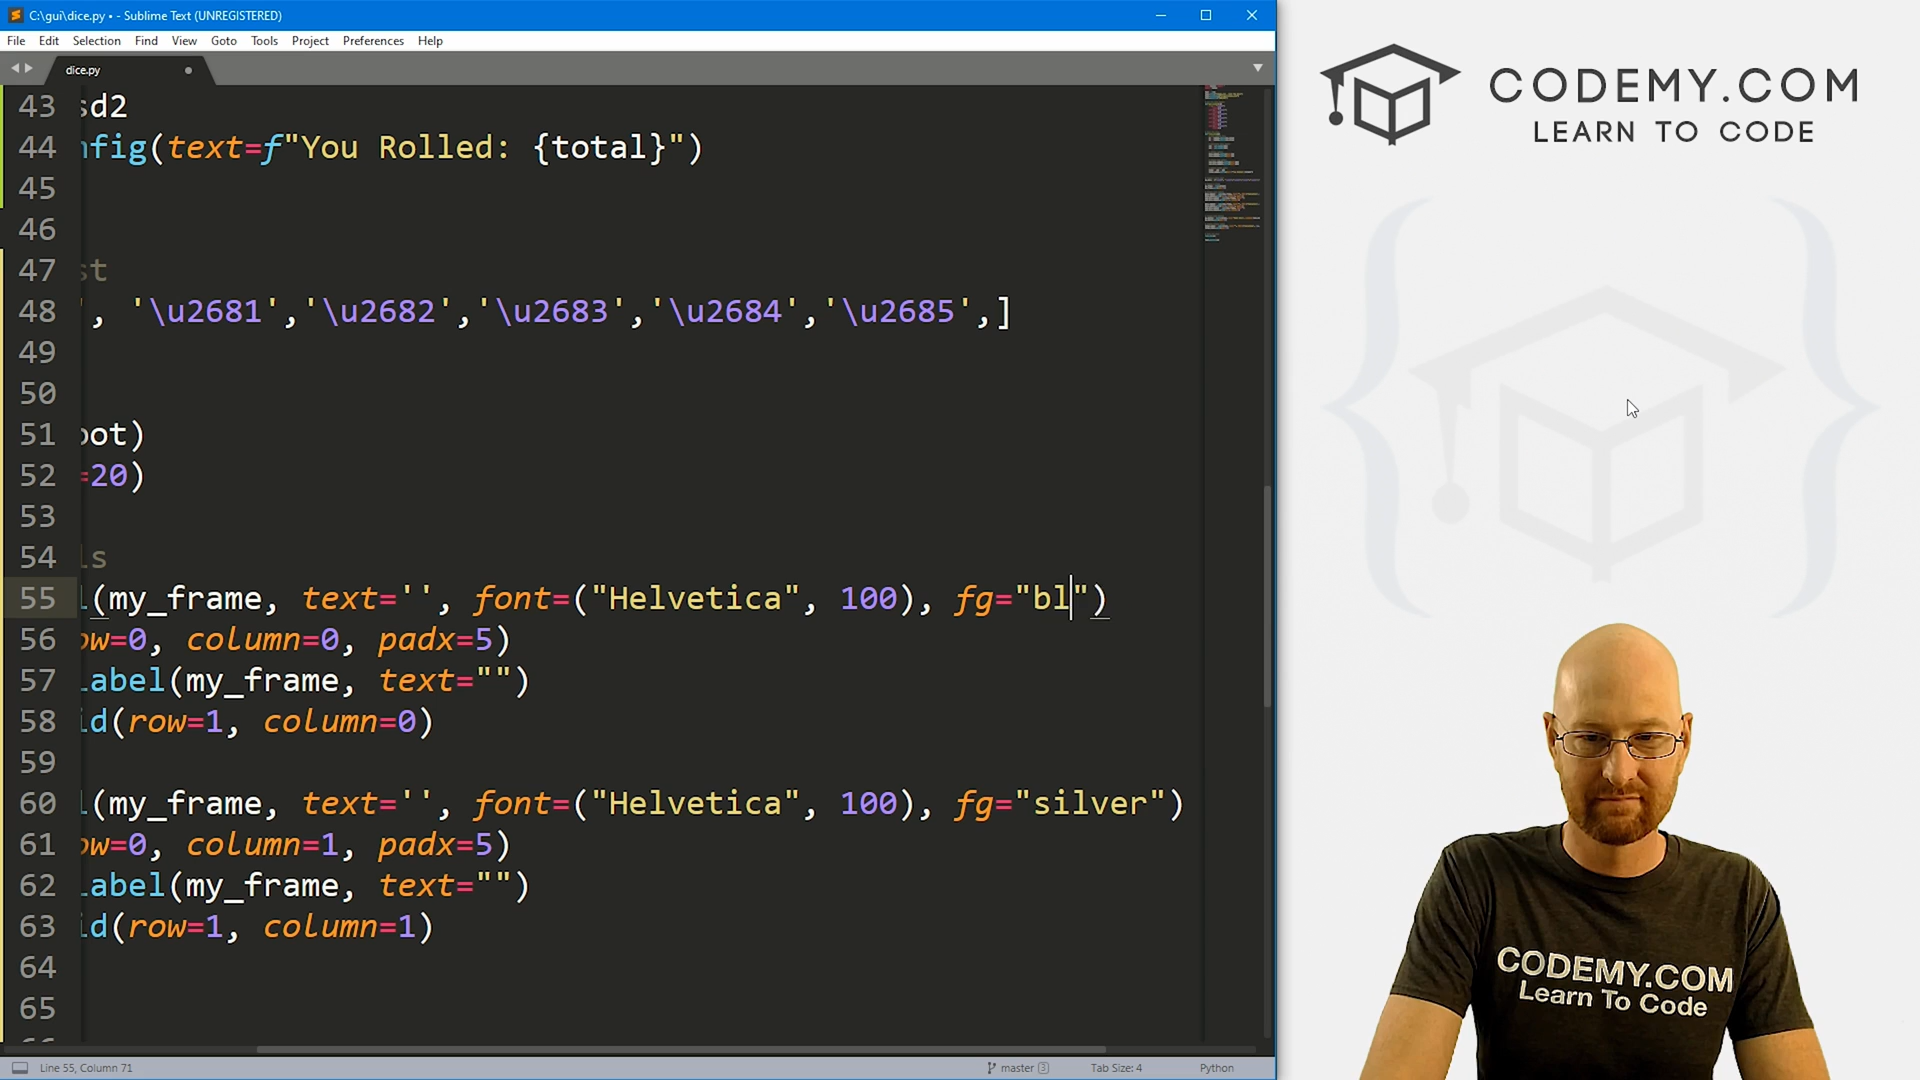 C:\gui\dice.py • - Sublime Text (UNREGISTERED)
File Edit Selection Find View Goto Tools Project Preferences Help
dice.py
43 sd2
44 nfig(text=f"You Rolled: {total}")
45
46
47 st
48 ', '\u2681','\u2682','\u2683','\u2684','\u2685',]
49
50
51 oot)
52 =20)
53
54 ls
55 l(my_frame, text='', font=("Helvetica", 100), fg="bl")
56 ow=0, column=0, padx=5)
57 Label(my_frame, text="")
58 id(row=1, column=0)
59
60 l(my_frame, text='', font=("Helvetica", 100), fg="silver")
61 ow=0, column=1, padx=5)
62 Label(my_frame, text="")
63 id(row=1, column=1)
64
65
Line 55, Column 71
master 3
Tab Size: 4
Python
CODEMY.COM
LEARN TO CODE
CODEMY.COM
Learn To Code